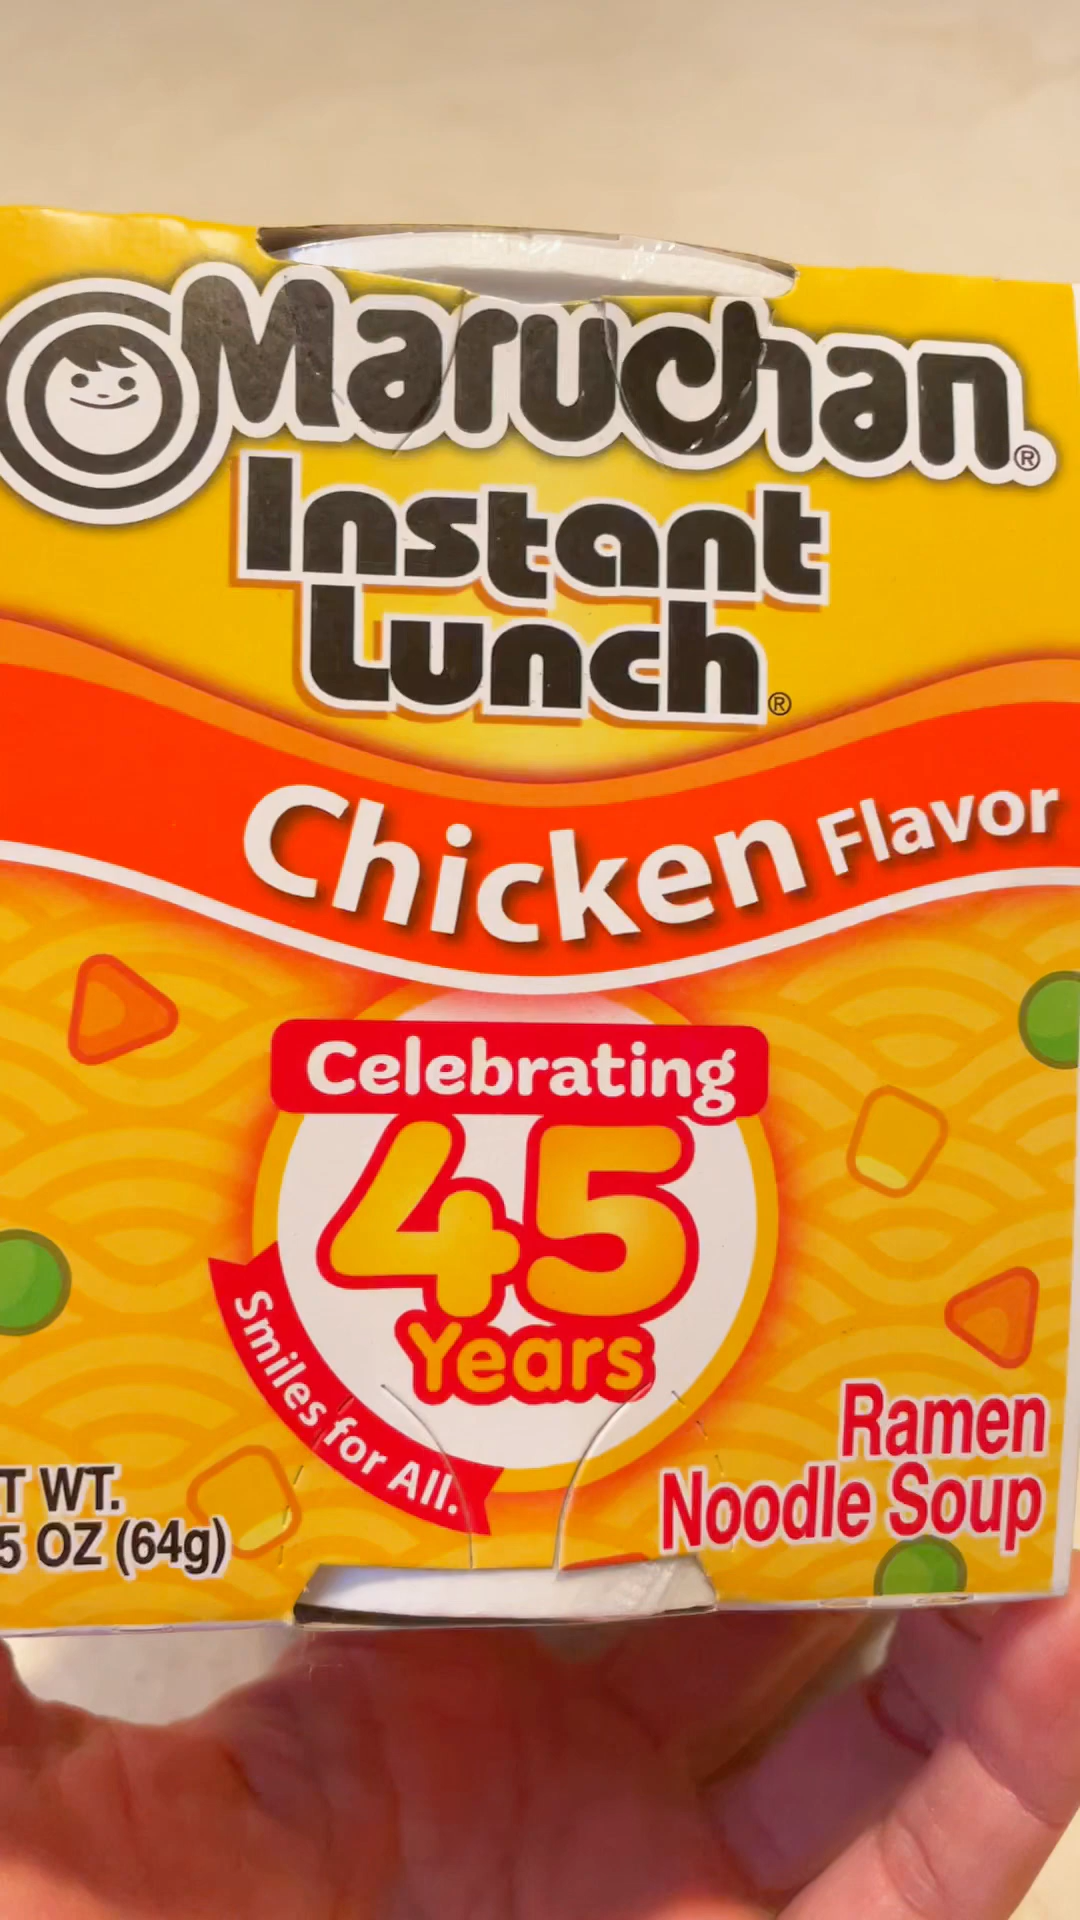 Maruchan®
Instant
Lunch®
Chicken Flavor
Celebrating
45
Years
Smiles for All.
T WT.
5 OZ (64g)
Ramen
Noodle Soup